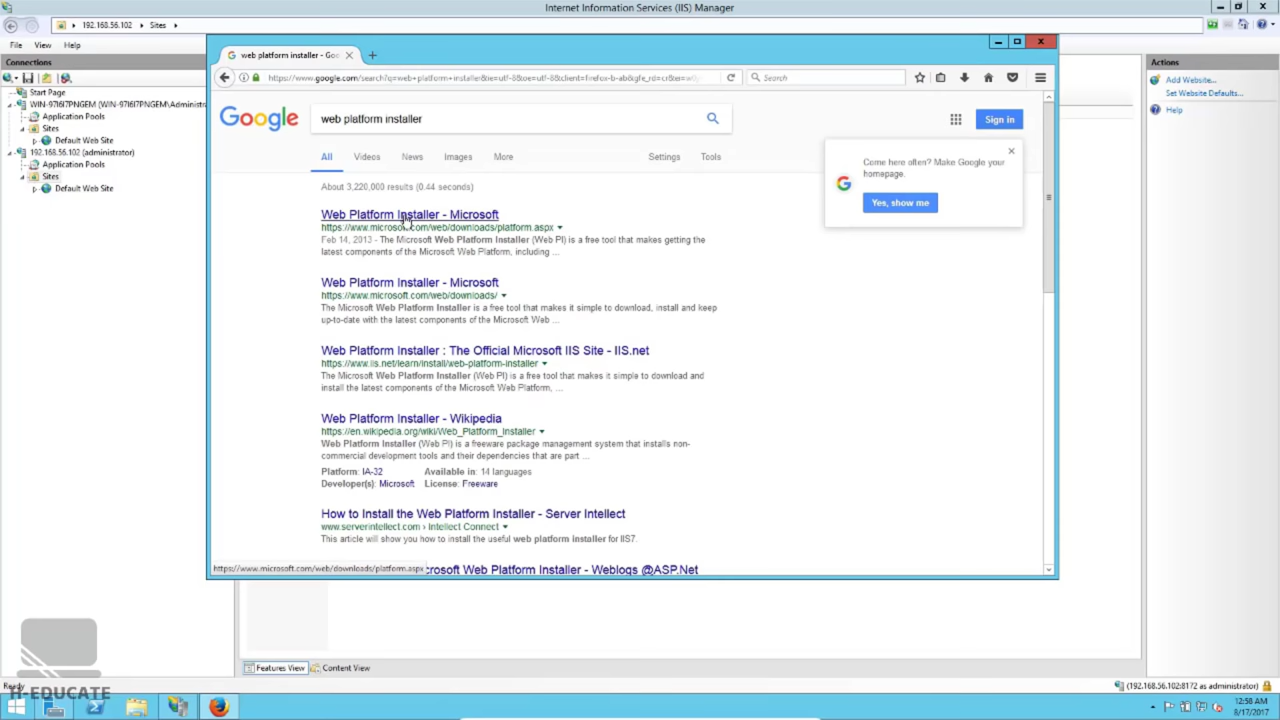 Internet Information Services (IIS) Manager
192.168.56.102 ▸ Sites ▸
File View Help
Connections
Start Page
WIN-97I6I7PNGEM (WIN-97I6I7PNGEM\Administra
Application Pools
Sites
Default Web Site
192.168.56.102 (administrator)
Application Pools
Sites
Default Web Site
web platform installer - Goo
Search
Google
web platform installer
Sign in
All Videos News Images More Settings Tools
Come here often? Make Google your
homepage.
Yes, show me
About 3,220,000 results (0.44 seconds)
Web Platform Installer - Microsoft
https://www.microsoft.com/web/downloads/platform.aspx
Feb 14, 2013 - The Microsoft Web Platform Installer (Web PI) is a free tool that makes getting the
latest components of the Microsoft Web Platform, including ...
Web Platform Installer - Microsoft
https://www.microsoft.com/web/downloads/
The Microsoft Web Platform Installer is a free tool that makes it simple to download, install and keep
up-to-date with the latest components of the Microsoft Web ...
Web Platform Installer : The Official Microsoft IIS Site - IIS.net
https://www.iis.net/learn/install/web-platform-installer
The Microsoft Web Platform Installer (Web PI) is a free tool that makes it simple to download and
install the latest components of the Microsoft Web Platform, ...
Web Platform Installer - Wikipedia
https://en.wikipedia.org/wiki/Web_Platform_Installer
Web Platform Installer (Web PI) is a freeware package management system that installs non-
commercial development tools and their dependencies that are part ...
Platform: IA-32 Available in: 14 languages
Developer(s): Microsoft License: Freeware
How to Install the Web Platform Installer - Server Intellect
www.serverintellect.com › Intellect Connect
This article will show you how to install the useful web platform installer for IIS7.
crosoft Web Platform Installer - Weblogs @ASP.Net
https://www.microsoft.com/web/downloads/platform.aspx
Actions
Add Website...
Set Website Defaults...
Help
Features View Content View
Ready
(192.168.56.102:8172 as administrator)
H-EDUCATE
12:58 AM
8/17/2017